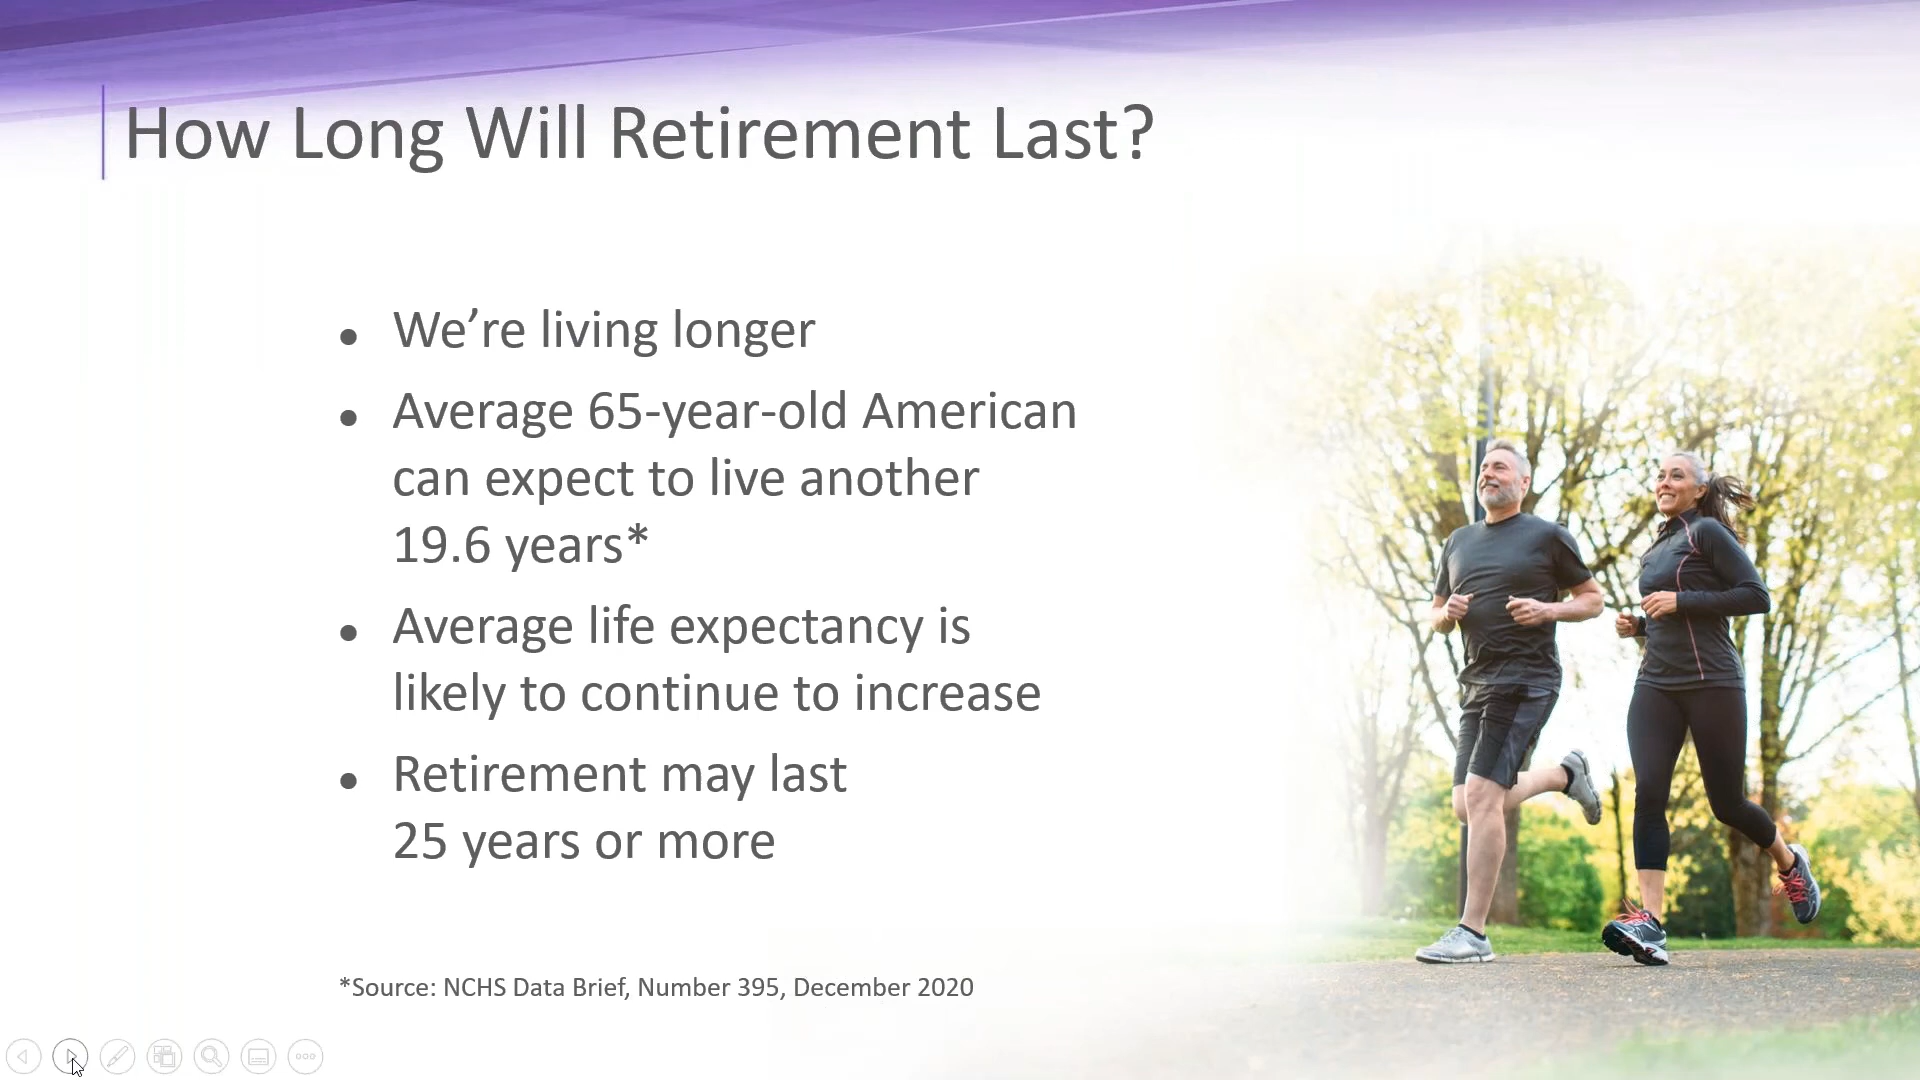 How Long Will Retirement Last?
● We’re living longer
● Average 65-year-old American
can expect to live another
19.6 years*
● Average life expectancy is
likely to continue to increase
● Retirement may last
25 years or more
*Source: NCHS Data Brief, Number 395, December 2020